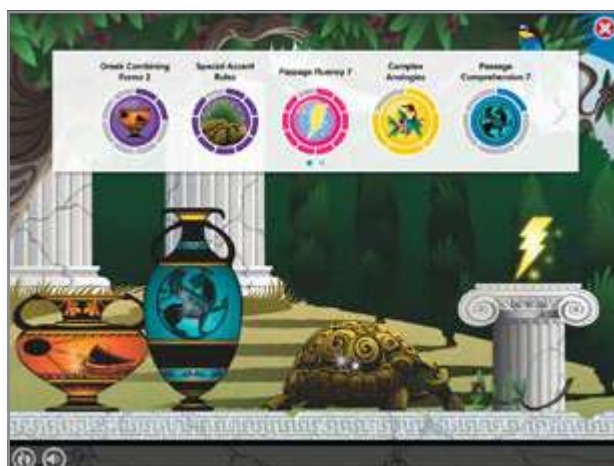 Greek Combining
Forms 2
Special Accent
Rules
Passage Fluency 7
Complex
Analogies
Passage
Comprehension 7